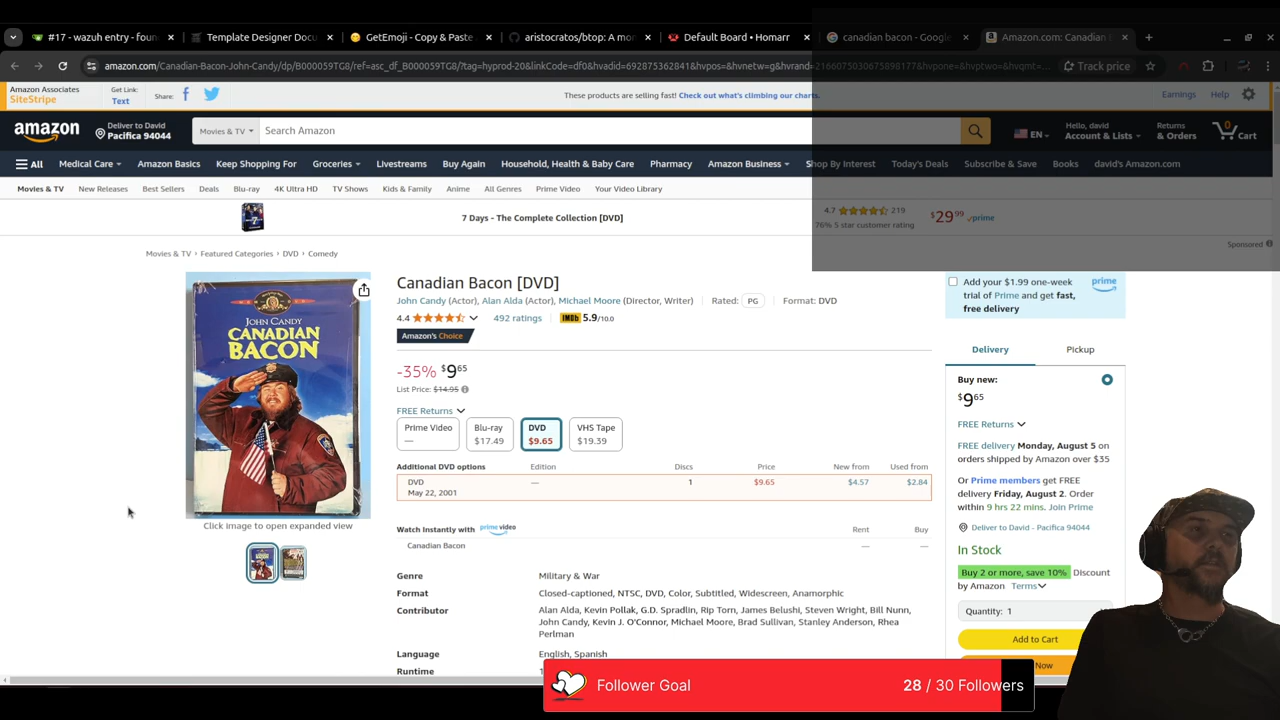 #17 - wazuh entry - foun
Template Designer Docu
GetEmoji - Copy & Paste
aristocratos/btop: A mo
Default Board • Homarr
canadian bacon - Google
Amazon.com: Canadian
Track price
Amazon Associates
SiteStripe
Get Link:
Text
Share:
These products are selling fast! Check out what's climbing our charts.
Earnings
Help
amazon
Deliver to David
Pacifica 94044
Movies & TV
Search Amazon
EN
Hello, david
Account & Lists
Returns
& Orders
0
Cart
All
Medical Care
Amazon Basics
Keep Shopping For
Groceries
Livestreams
Buy Again
Household, Health & Baby Care
Pharmacy
Amazon Business
Shop By Interest
Today's Deals
Subscribe & Save
Books
david's Amazon.com
Movies & TV
New Releases
Best Sellers
Deals
Blu-ray
4K Ultra HD
TV Shows
Kids & Family
Anime
All Genres
Prime Video
Your Video Library
7 Days - The Complete Collection [DVD]
4.7
219
76% 5 star customer rating
$29.99
prime
Sponsored
Movies & TV › Featured Categories › DVD › Comedy
JOHN CANDY
CANADIAN
BACON
Click image to open expanded view
Canadian Bacon [DVD]
John Candy (Actor), Alan Alda (Actor), Michael Moore (Director, Writer)
Rated: PG
Format: DVD
4.4
492 ratings
IMDb 5.9/10.0
Amazon's Choice
-35% $9.65
List Price: $14.95
FREE Returns
Prime Video
—
Blu-ray
$17.49
DVD
$9.65
VHS Tape
$19.39
Additional DVD options
Edition
Discs
Price
New from
Used from
DVD
May 22, 2001
—
1
$9.65
$4.57
$2.84
Watch Instantly with prime video
Rent
Buy
Canadian Bacon
—
—
Genre
Military & War
Format
Closed-captioned, NTSC, DVD, Color, Subtitled, Widescreen, Anamorphic
Contributor
Alan Alda, Kevin Pollak, G.D. Spradlin, Rip Torn, James Belushi, Steven Wright, Bill Nunn,
John Candy, Kevin J. O'Connor, Michael Moore, Brad Sullivan, Stanley Anderson, Rhea
Perlman
Language
English, Spanish
Runtime
Add your $1.99 one-week
trial of Prime and get fast,
free delivery
prime
Delivery
Pickup
Buy new:
$9.65
FREE Returns
FREE delivery Monday, August 5 on
orders shipped by Amazon over $35
Or Prime members get FREE
delivery Friday, August 2. Order
within 9 hrs 22 mins. Join Prime
Deliver to David - Pacifica 94044
In Stock
Buy 2 or more, save 10% Discount
by Amazon Terms
Quantity: 1
Add to Cart
Now
Follower Goal
28 / 30 Followers